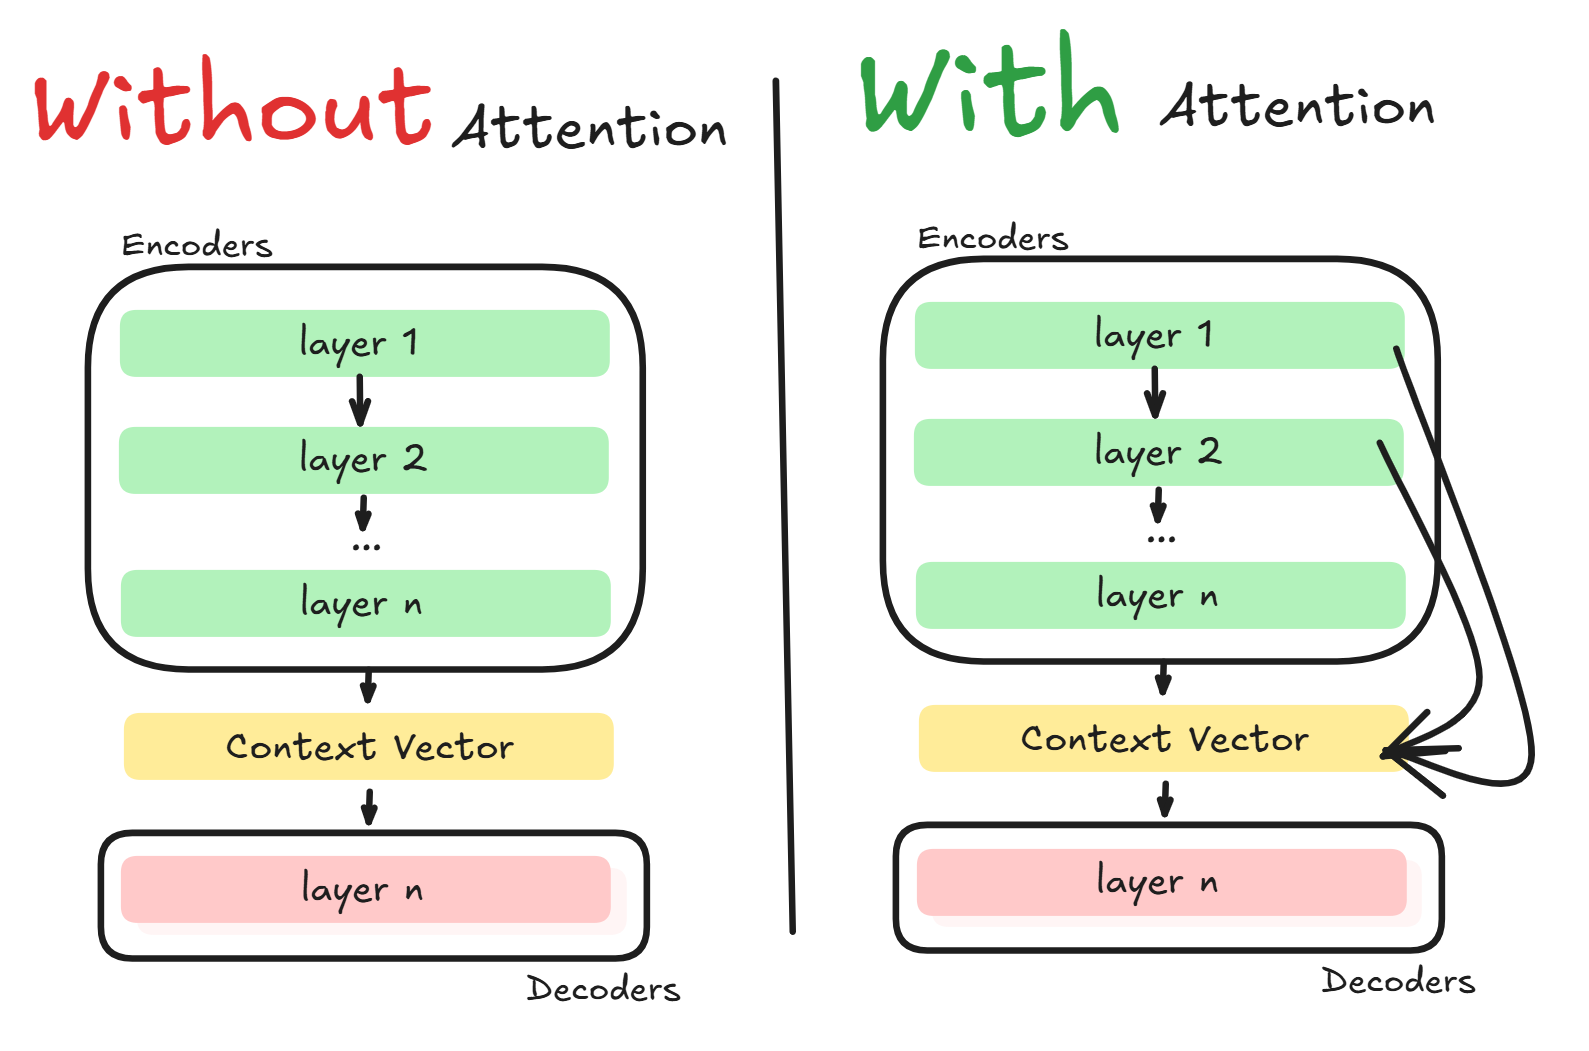 Without Attention
Encoders
layer 1
layer 2
...
layer n
Context Vector
layer n
Decoders
With Attention
Encoders
layer 1
layer 2
...
layer n
Context Vector
layer n
Decoders